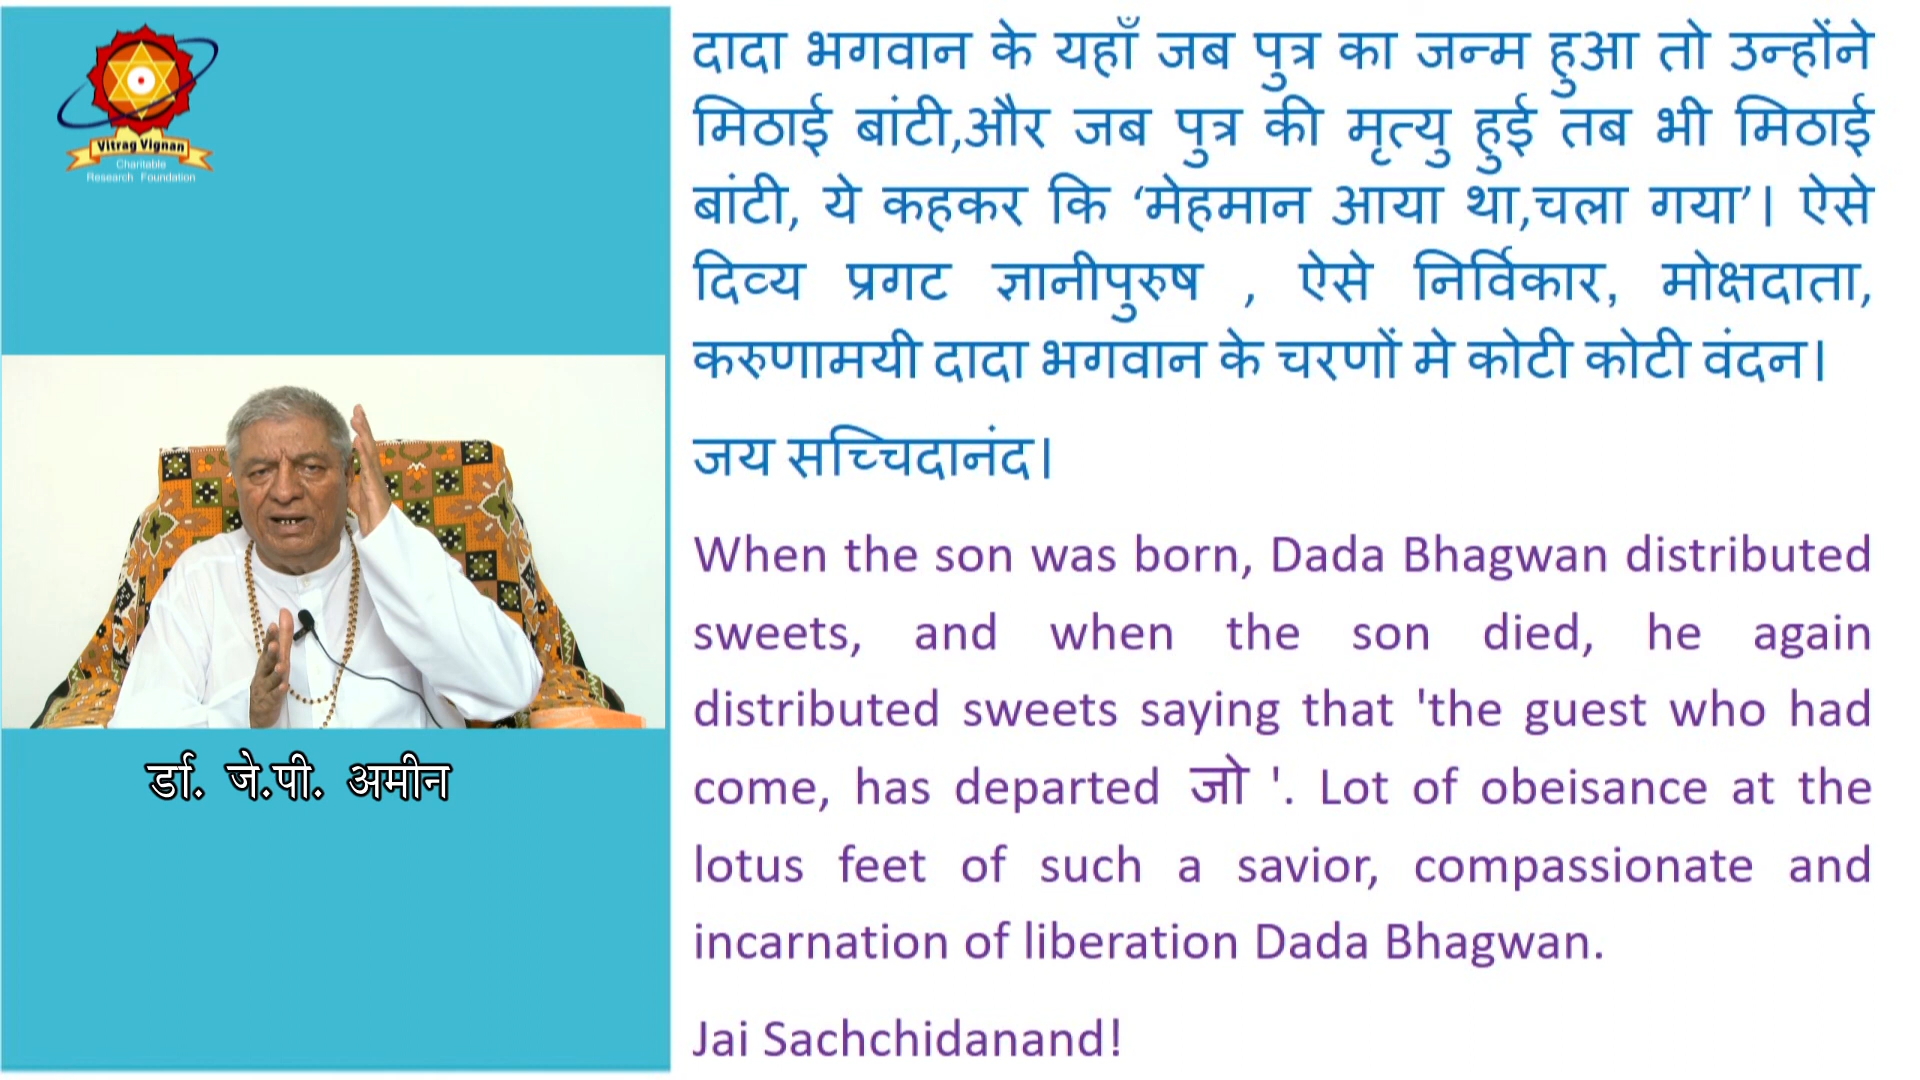 Vitrag Vignan
Charitable
Research Foundation
डॉ. जे.पी. अमीन
दादा भगवान के यहाँ जब पुत्र का जन्म हुआ तो उन्होंने
मिठाई बांटी,और जब पुत्र की मृत्यु हुई तब भी मिठाई
बांटी, ये कहकर कि ‘मेहमान आया था,चला गया’। ऐसे
दिव्य प्रगट ज्ञानीपुरुष , ऐसे निर्विकार, मोक्षदाता,
करुणामयी दादा भगवान के चरणों मे कोटी कोटी वंदन।
जय सच्चिदानंद।
When the son was born, Dada Bhagwan distributed
sweets, and when the son died, he again
distributed sweets saying that 'the guest who had
come, has departed जो '. Lot of obeisance at the
lotus feet of such a savior, compassionate and
incarnation of liberation Dada Bhagwan.
Jai Sachchidanand!